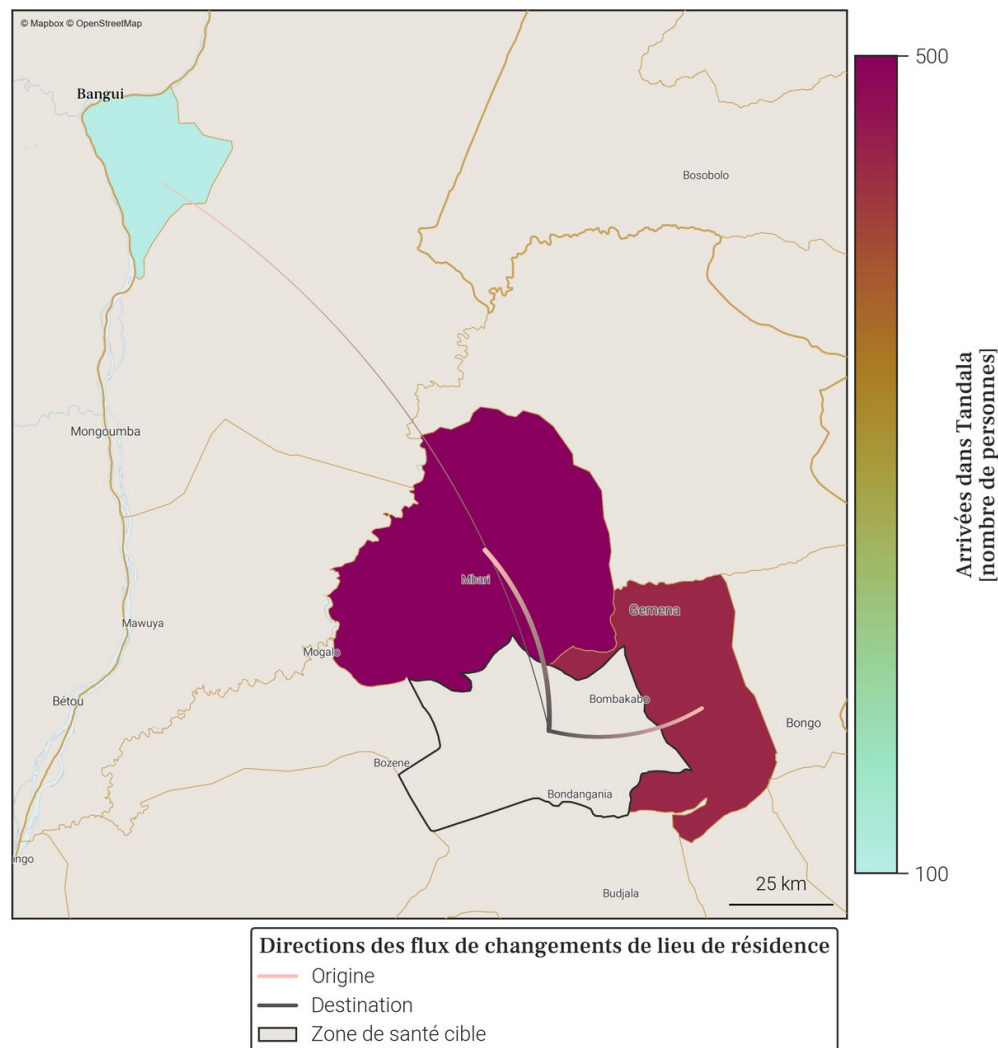 © Mapbox © OpenStreetMap
Bangui
Bosobolo
Mongoumba
Mbari
Gemena
Mawuya
Mogalo
Bétou
Bombakabo
Bongo
Bozene
Bondangania
ongo
Budjala
25 km
500
100
Arrivées dans Tandala
[nombre de personnes]
Directions des flux de changements de lieu de résidence
Origine
Destination
Zone de santé cible